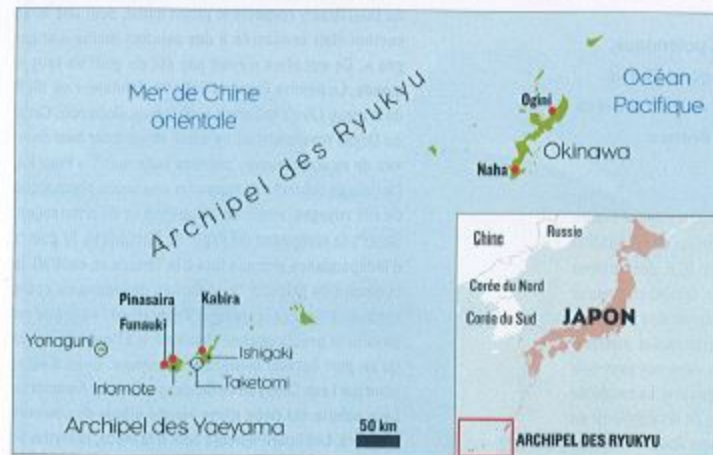 Mer de Chine
orientale
Archipel des Ryukyu
Océan
Pacifique
Ogini
Okinawa
Naha
Pinasaira
Kabira
Funauki
Yonaguni
Ishigaki
Iriomote
Taketomi
Archipel des Yaeyama
50 km
Russie
Chine
Corée du Nord
Corée du Sud
JAPON
ARCHIPEL DES RYUKYU